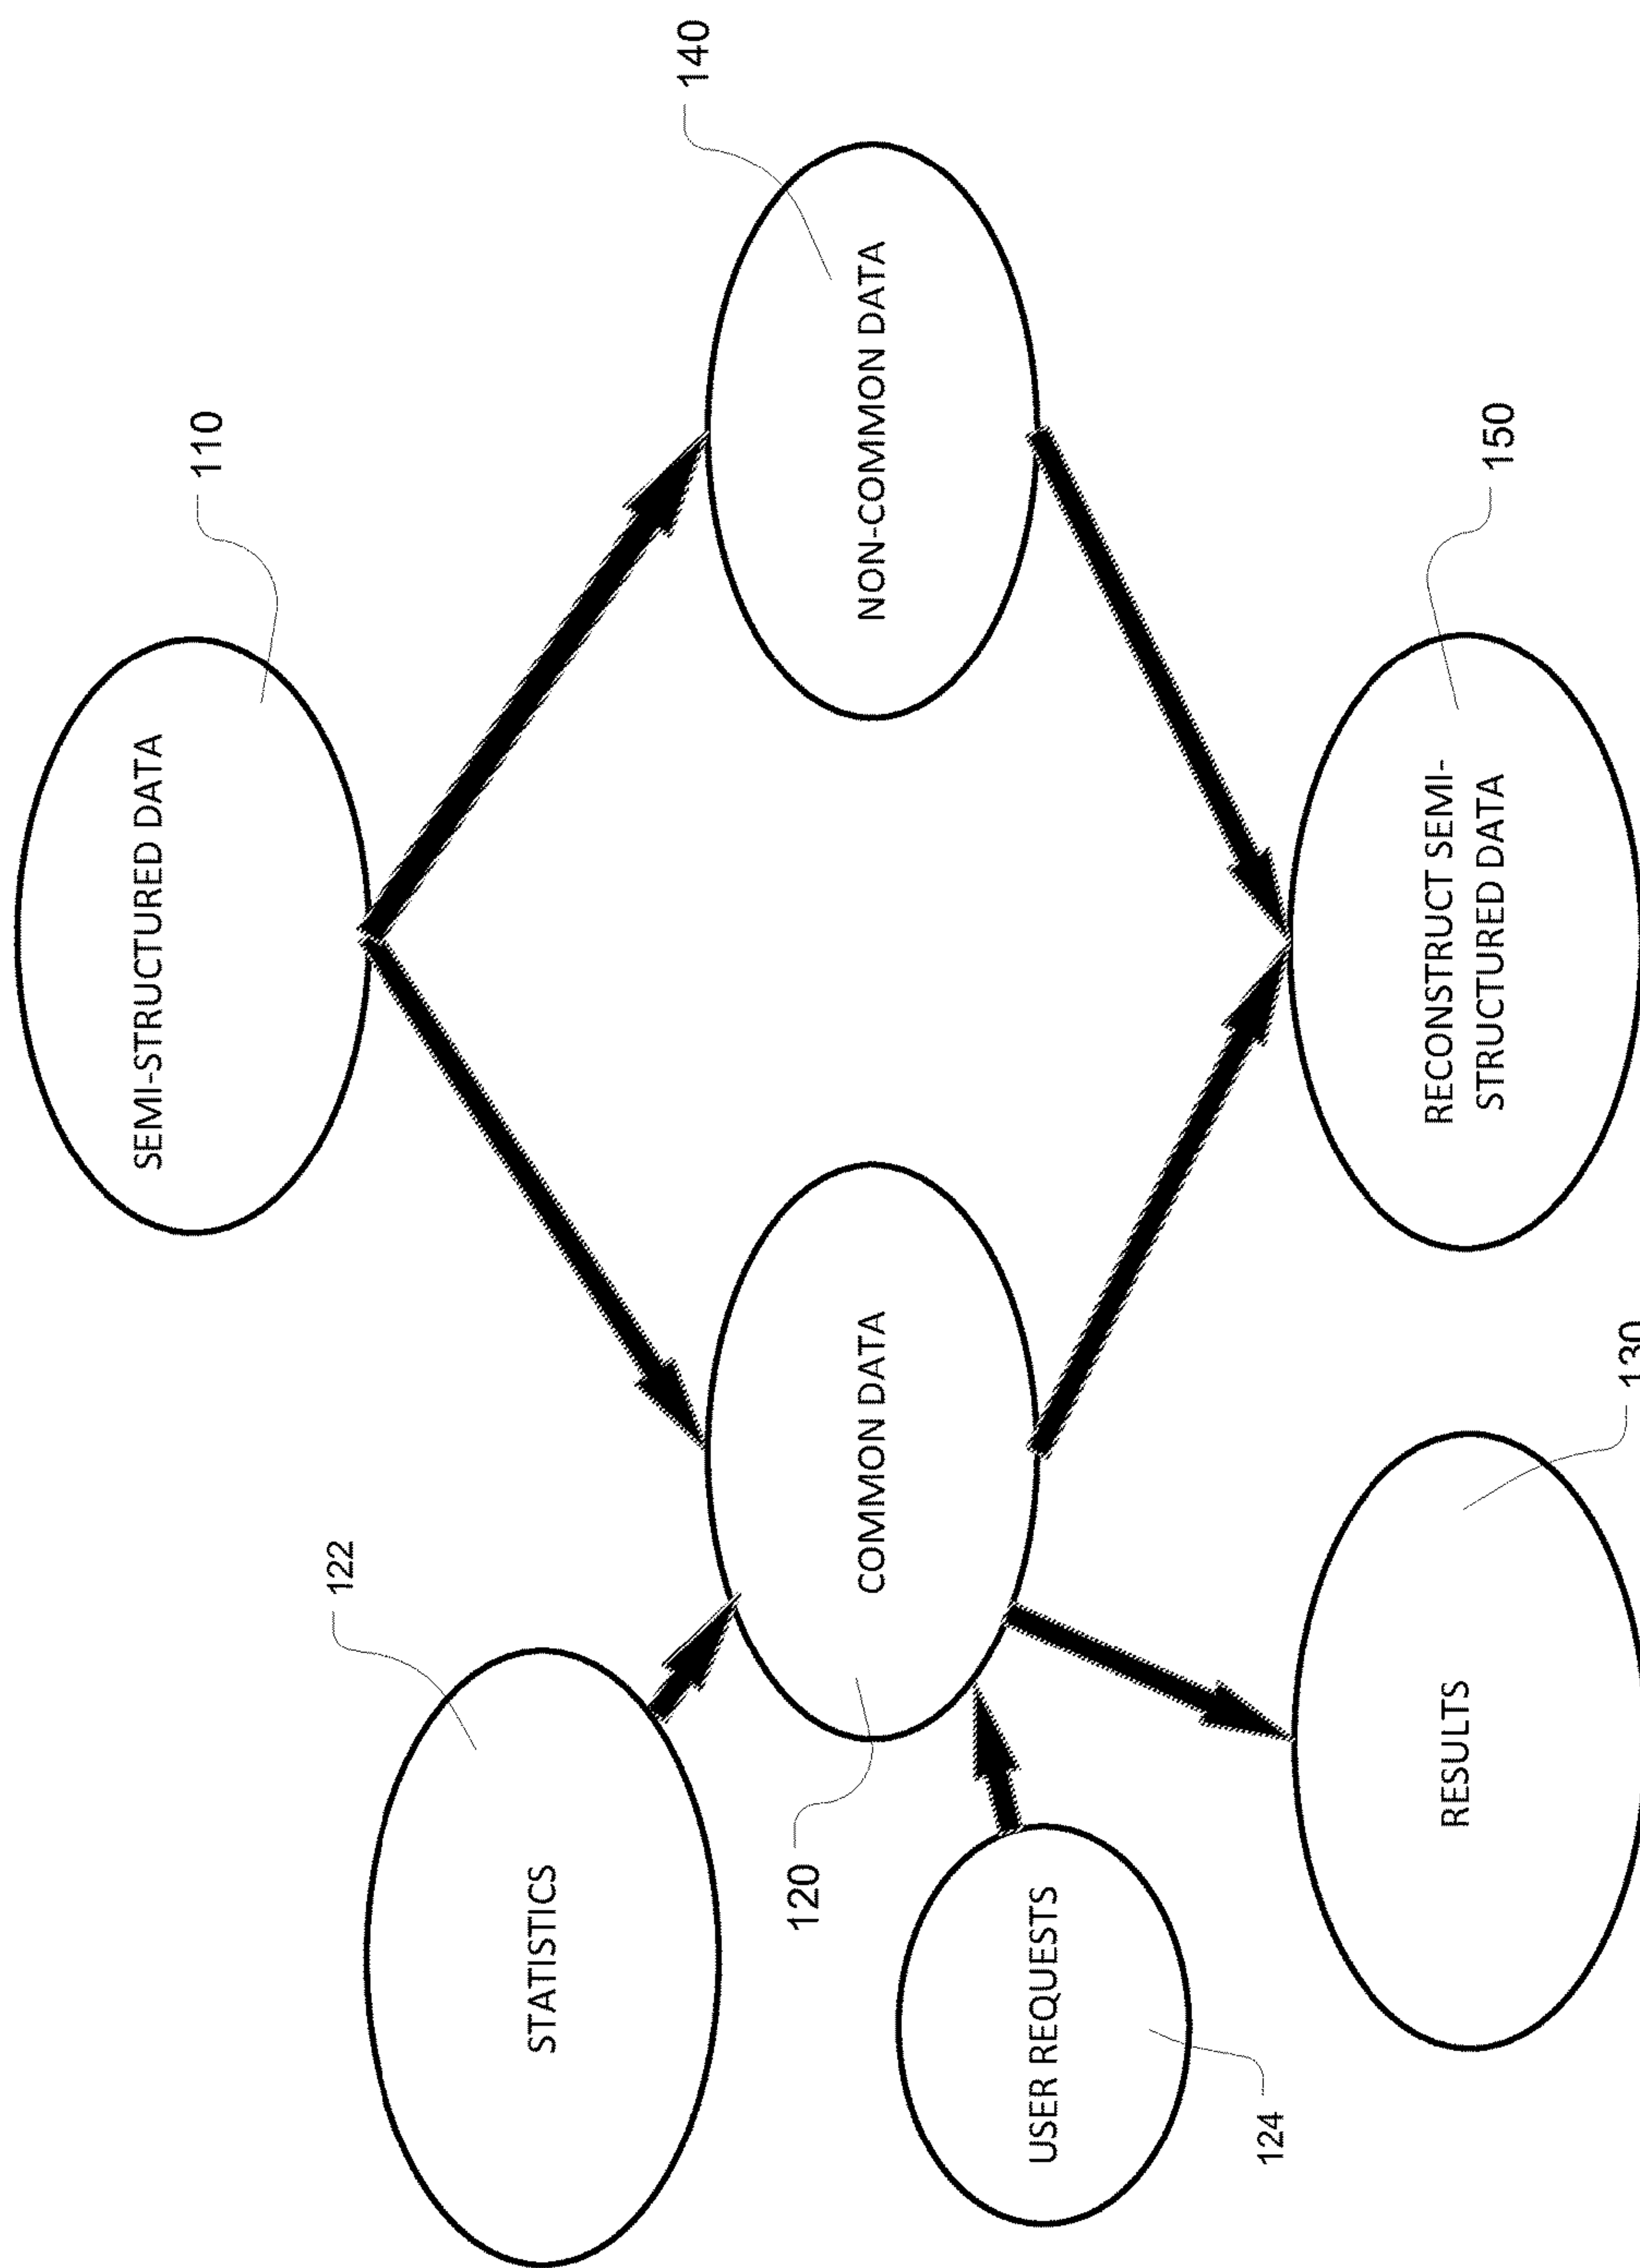 SEMI-STRUCTURED DATA
110
122
STATISTICS
140
120
COMMON DATA
NON-COMMON DATA
USER REQUESTS
124
RESULTS
130
RECONSTRUCT SEMI-
STRUCTURED DATA
150